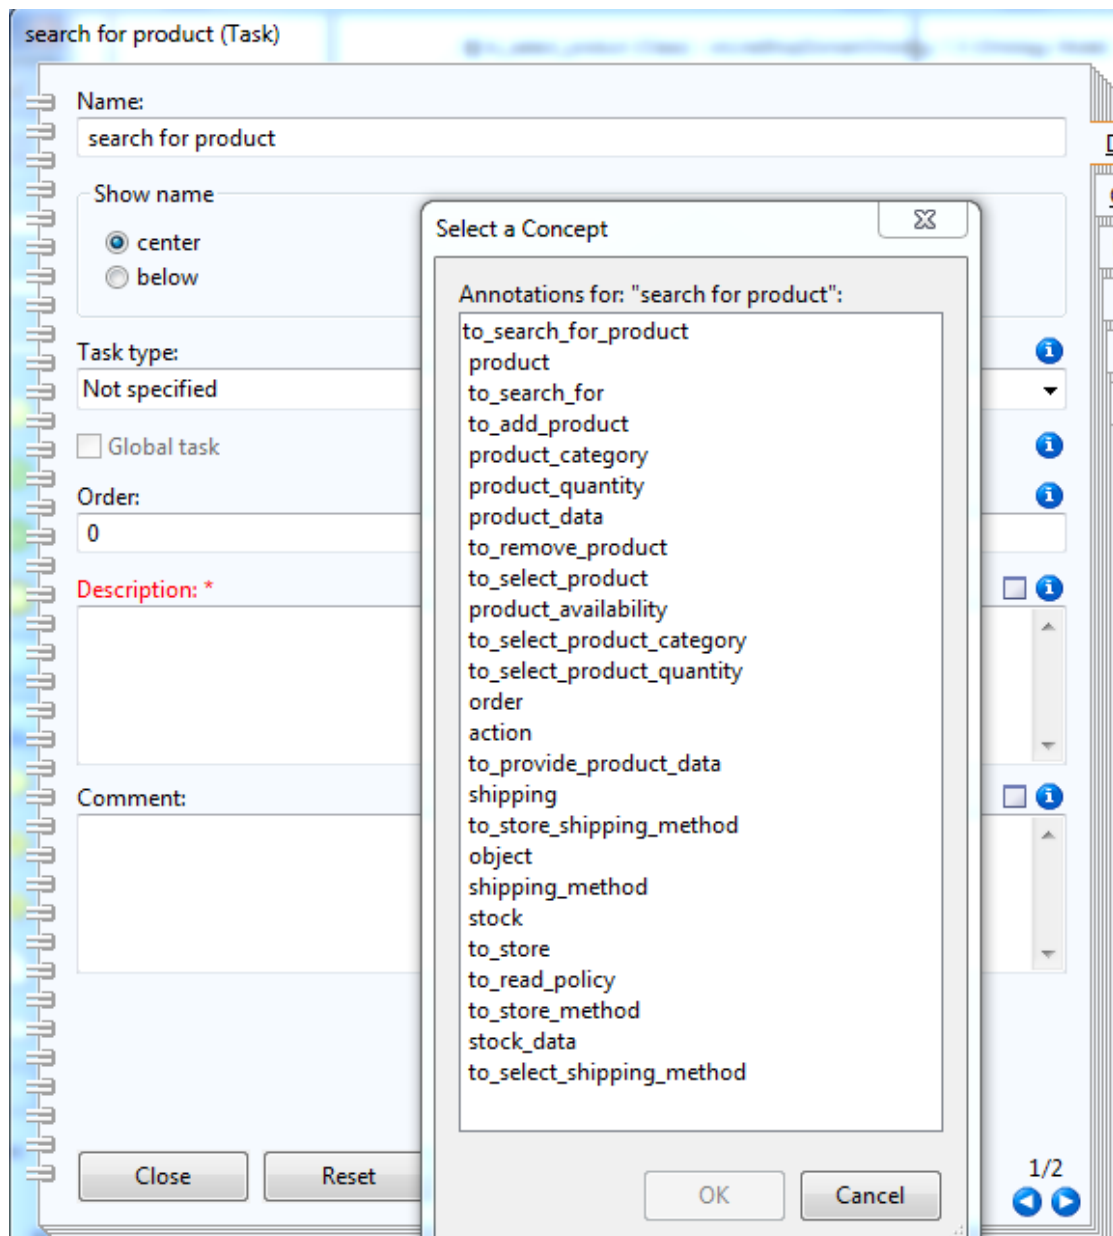 search for product (Task)
Name:
search for product
Show name
center
below
Task type:
Not specified
Global task
Order:
0
Description: *
Comment:
Close
Reset
Select a Concept
Annotations for: "search for product":
to_search_for_product
product
to_search_for
to_add_product
product_category
product_quantity
product_data
to_remove_product
to_select_product
product_availability
to_select_product_category
to_select_product_quantity
order
action
to_provide_product_data
shipping
to_store_shipping_method
object
shipping_method
stock
to_store
to_read_policy
to_store_method
stock_data
to_select_shipping_method
OK
Cancel
1/2